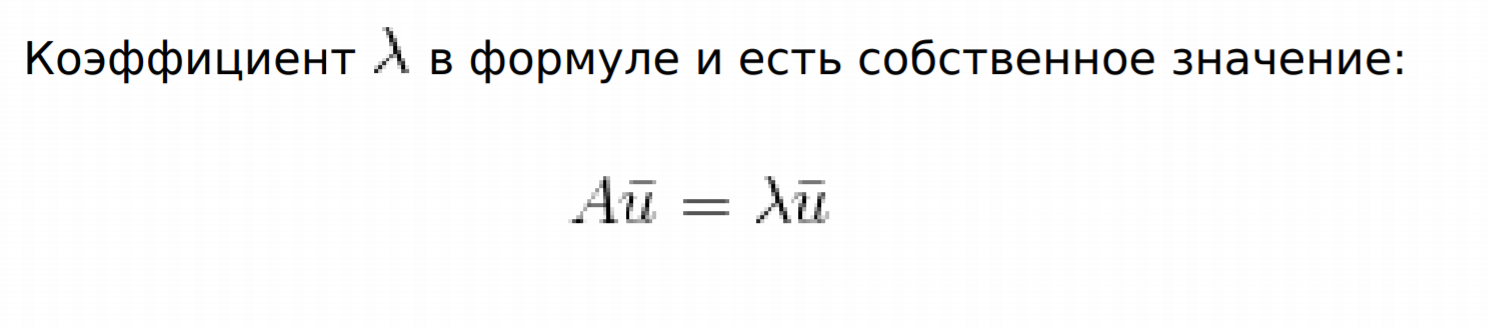 Коэффициент λ в формуле и есть собственное значение:
Aū = λū